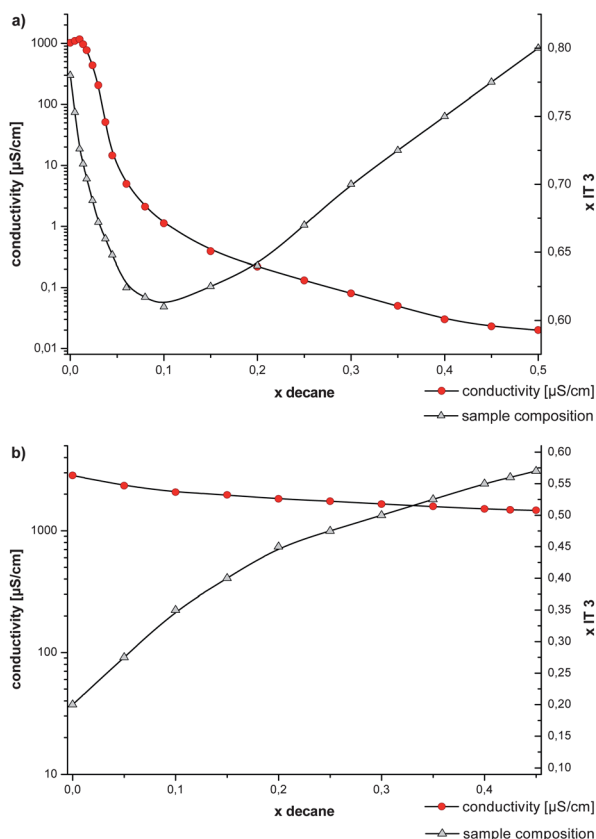 a)
1000
100
10
1
0,1
0,01
conductivity [µS/cm]
0,80
0,75
0,70
0,65
0,60
x IT 3
0,0 0,1 0,2 0,3 0,4 0,5
x decane
conductivity [µS/cm]
sample composition
b)
1000
100
10
conductivity [µS/cm]
0,60
0,55
0,50
0,45
0,40
0,35
0,30
0,25
0,20
0,15
0,10
x IT 3
0,0 0,1 0,2 0,3 0,4
x decane
conductivity [µS/cm]
sample composition